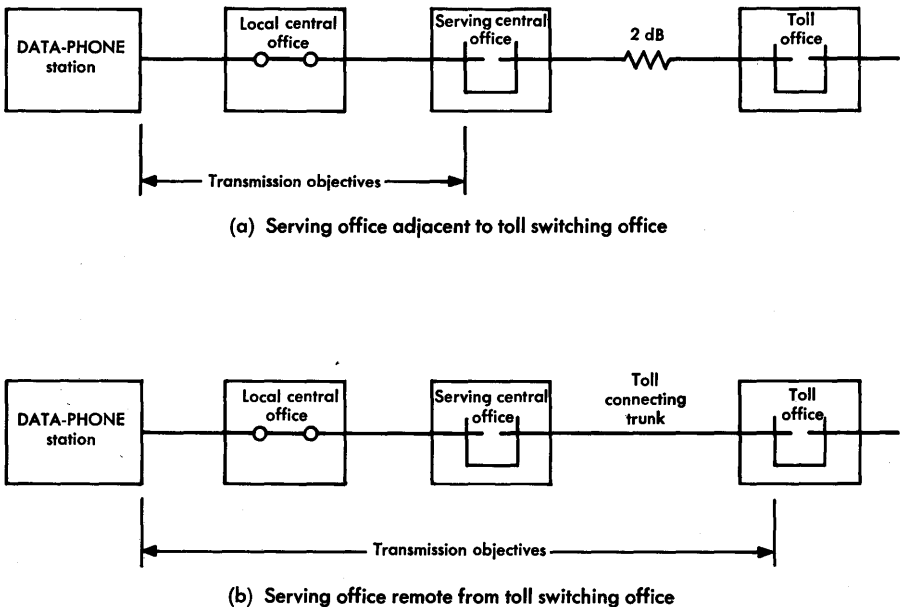 DATA-PHONE
station
Local central
office
Serving central
office
2 dB
Toll
office
Transmission objectives
(a) Serving office adjacent to toll switching office
DATA-PHONE
station
Local central
office
Serving central
office
Toll
connecting
trunk
Toll
office
Transmission objectives
(b) Serving office remote from toll switching office